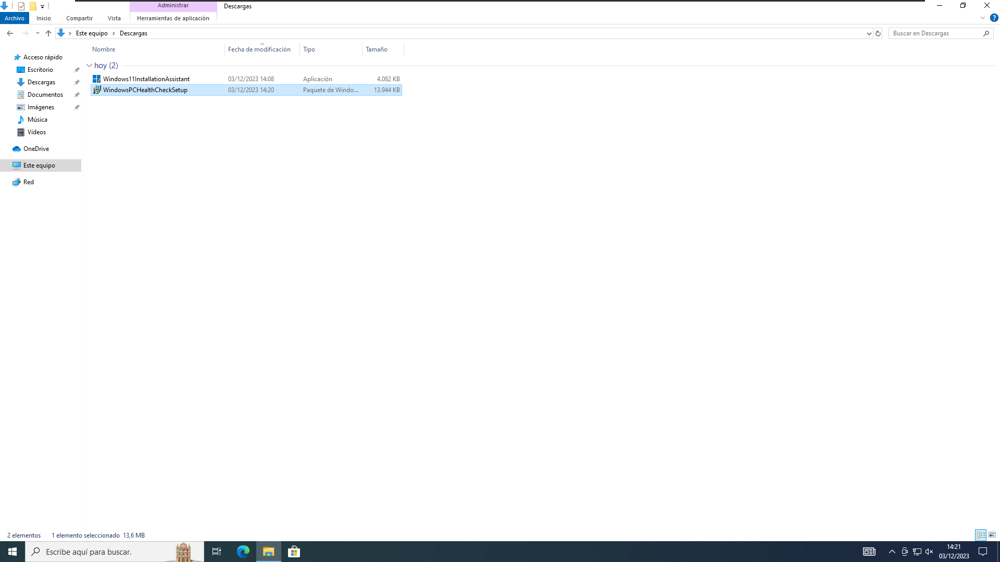 Administrar
Descargas
Archivo
Inicio
Compartir
Vista
Herramientas de aplicación
Este equipo
Descargas
Buscar en Descargas
Nombre
Fecha de modificación
Tipo
Tamaño
Acceso rápido
Escritorio
Descargas
Documentos
Imágenes
Música
Vídeos
OneDrive
Este equipo
Red
hoy (2)
Windows11InstallationAssistant 03/12/2023 14:08 Aplicación 4.082 KB
WindowsPCHealthCheckSetup 03/12/2023 14:20 Paquete de Windo... 13.944 KB
2 elementos
1 elemento seleccionado 13,6 MB
Escribe aquí para buscar.
14:21
03/12/2023